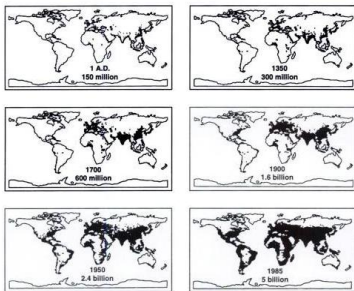 1 A.D.
150 million
1350
300 million
1700
600 million
1900
1.6 billion
1950
2.4 billion
1985
5 billion